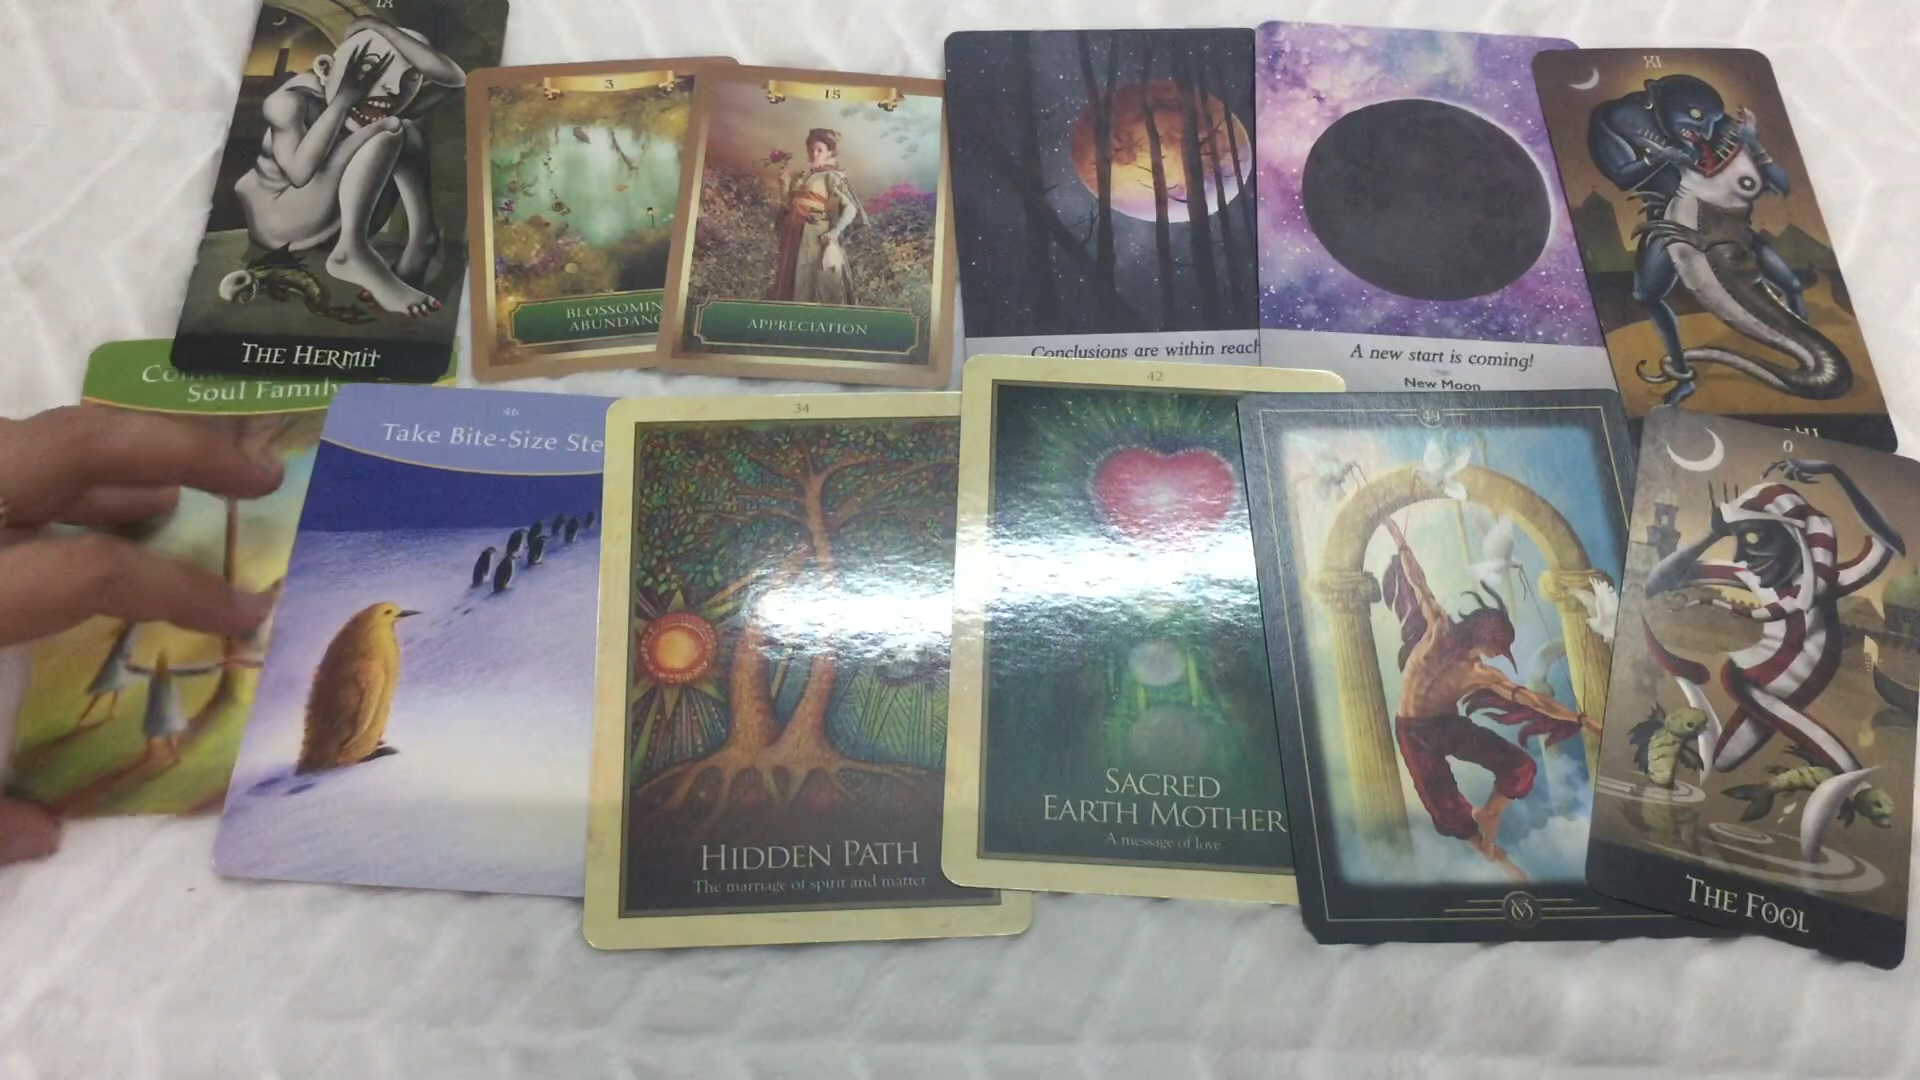 IX
THE HERMIT
3
BLOSSOMIN
ABUNDANC
15
APPRECIATION
Conclusions are within reach
A new start is coming!
New Moon
XI
Soul Family
46
Take Bite-Size Ste
34
HIDDEN PATH
The marriage of spirit and matter
42
SACRED
EARTH MOTHER
A message of love
49
0
THE FOOL